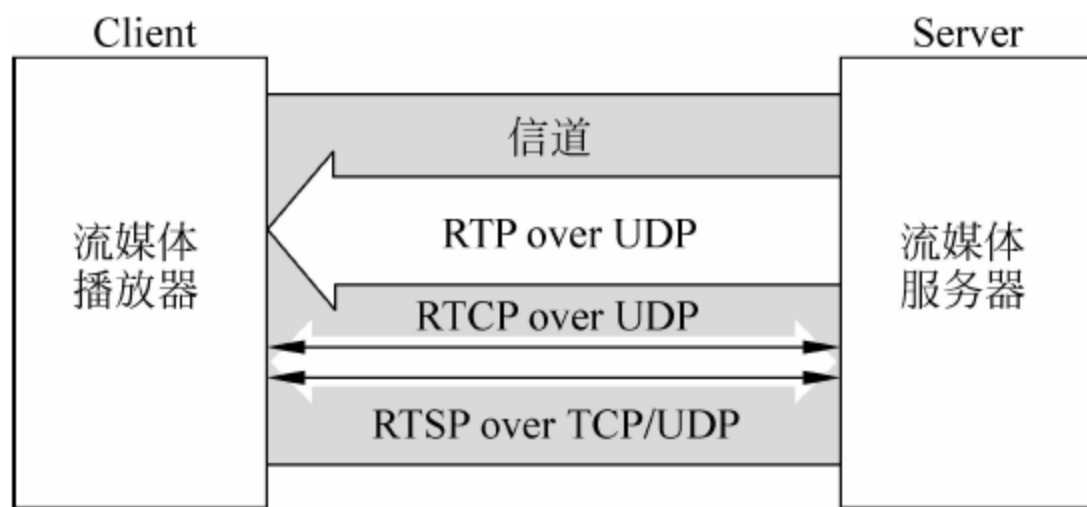 Client
Server
信道
流媒体
播放器
RTP over UDP
流媒体
服务器
RTCP over UDP
RTSP over TCP/UDP